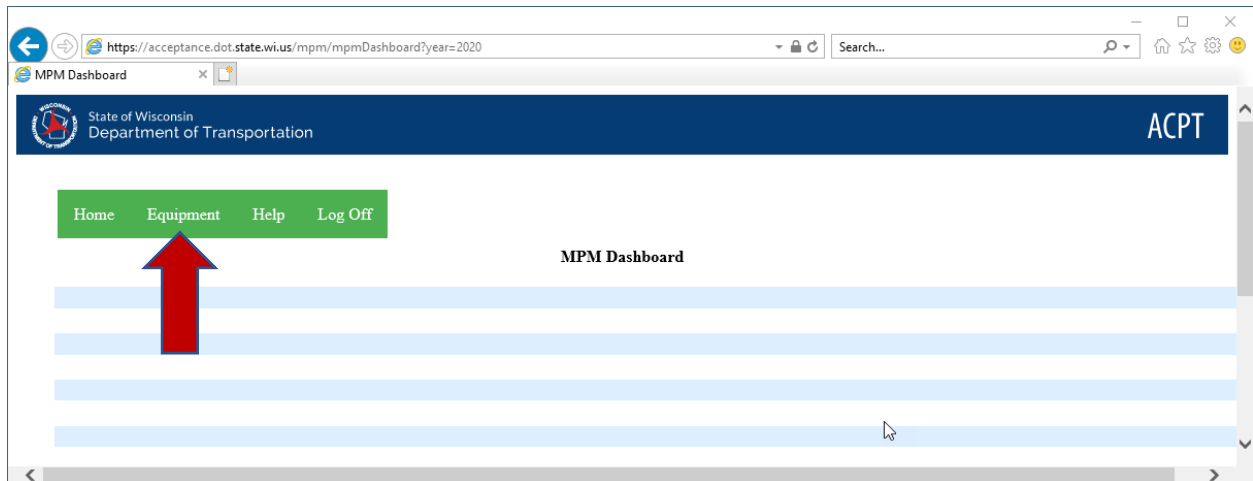 https://acceptance.dot.state.wi.us/mpm/mpmDashboard?year=2020
Search...
MPM Dashboard
State of Wisconsin
Department of Transportation
ACPT
Home Equipment Help Log Off
MPM Dashboard